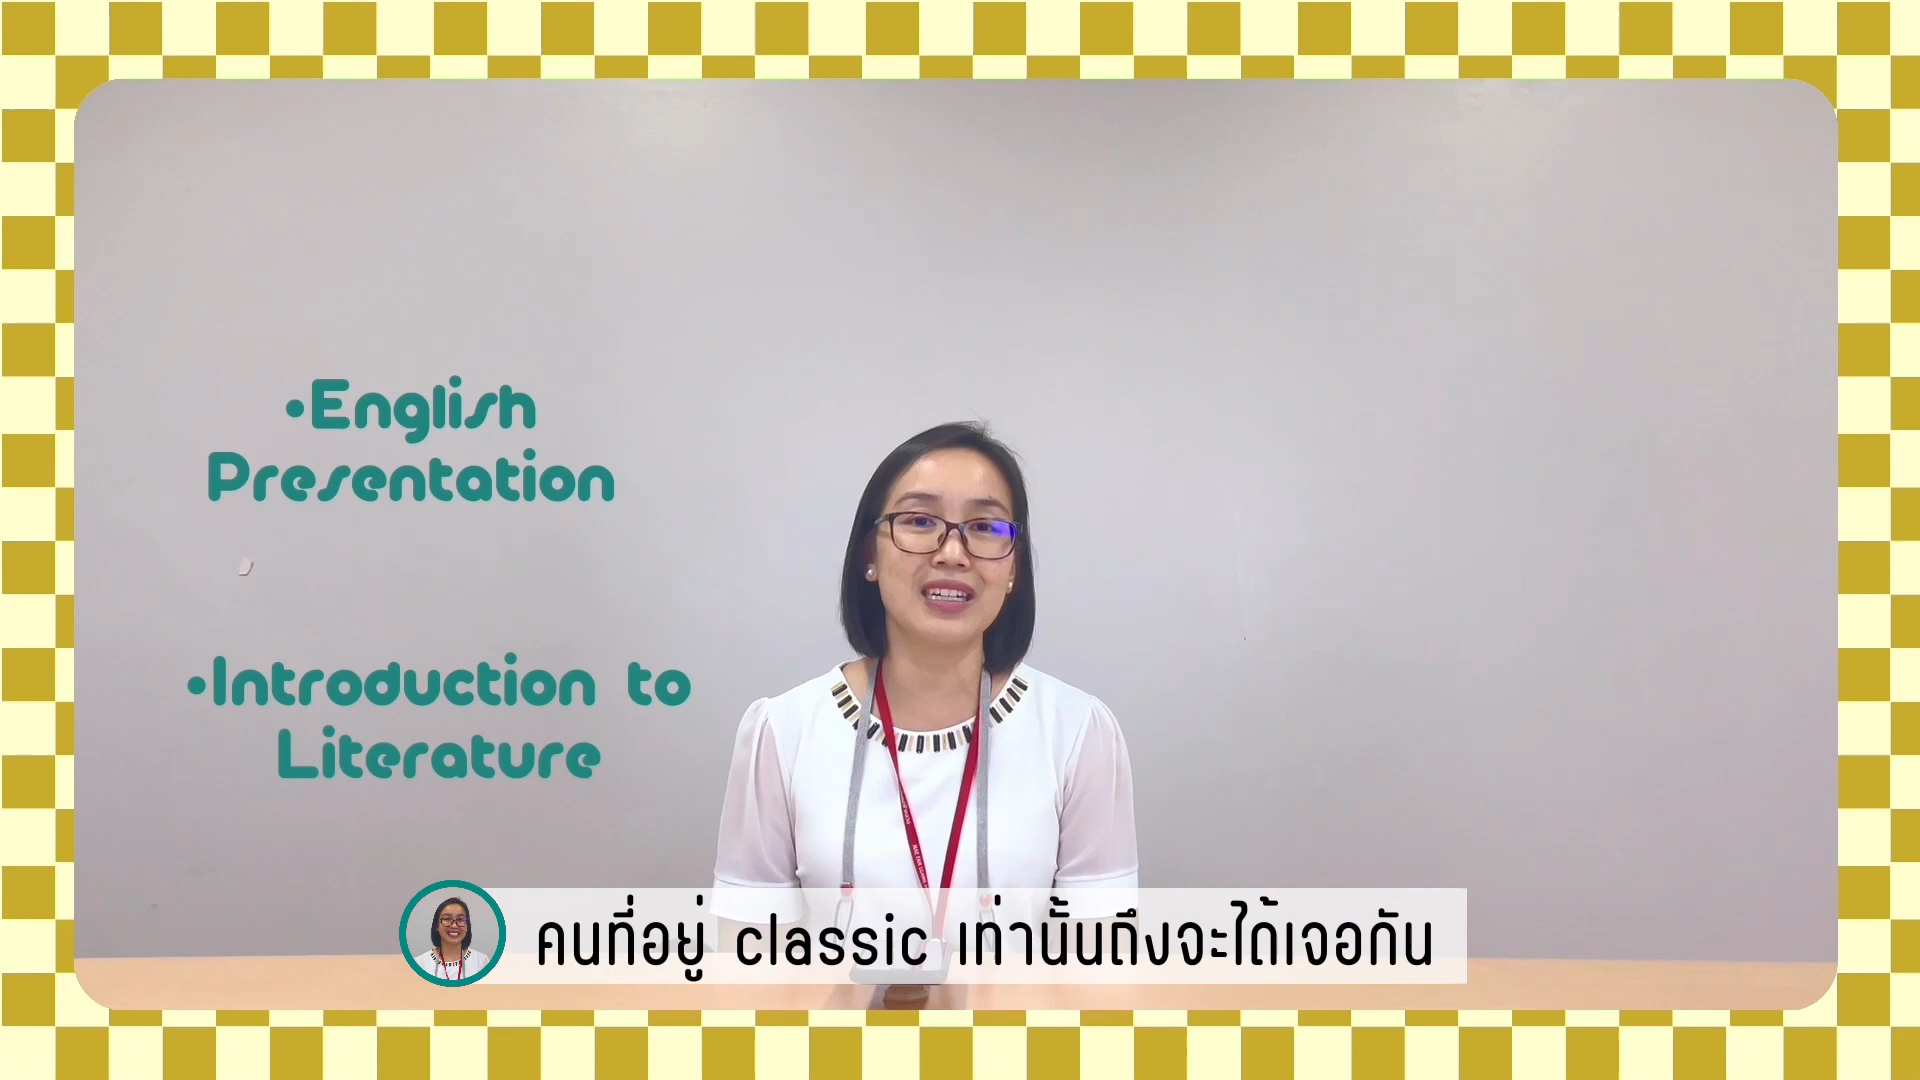 •English
Presentation
•Introduction to
Literature
คนที่อยู่ classic เท่านั้นถึงจะได้เจอกัน